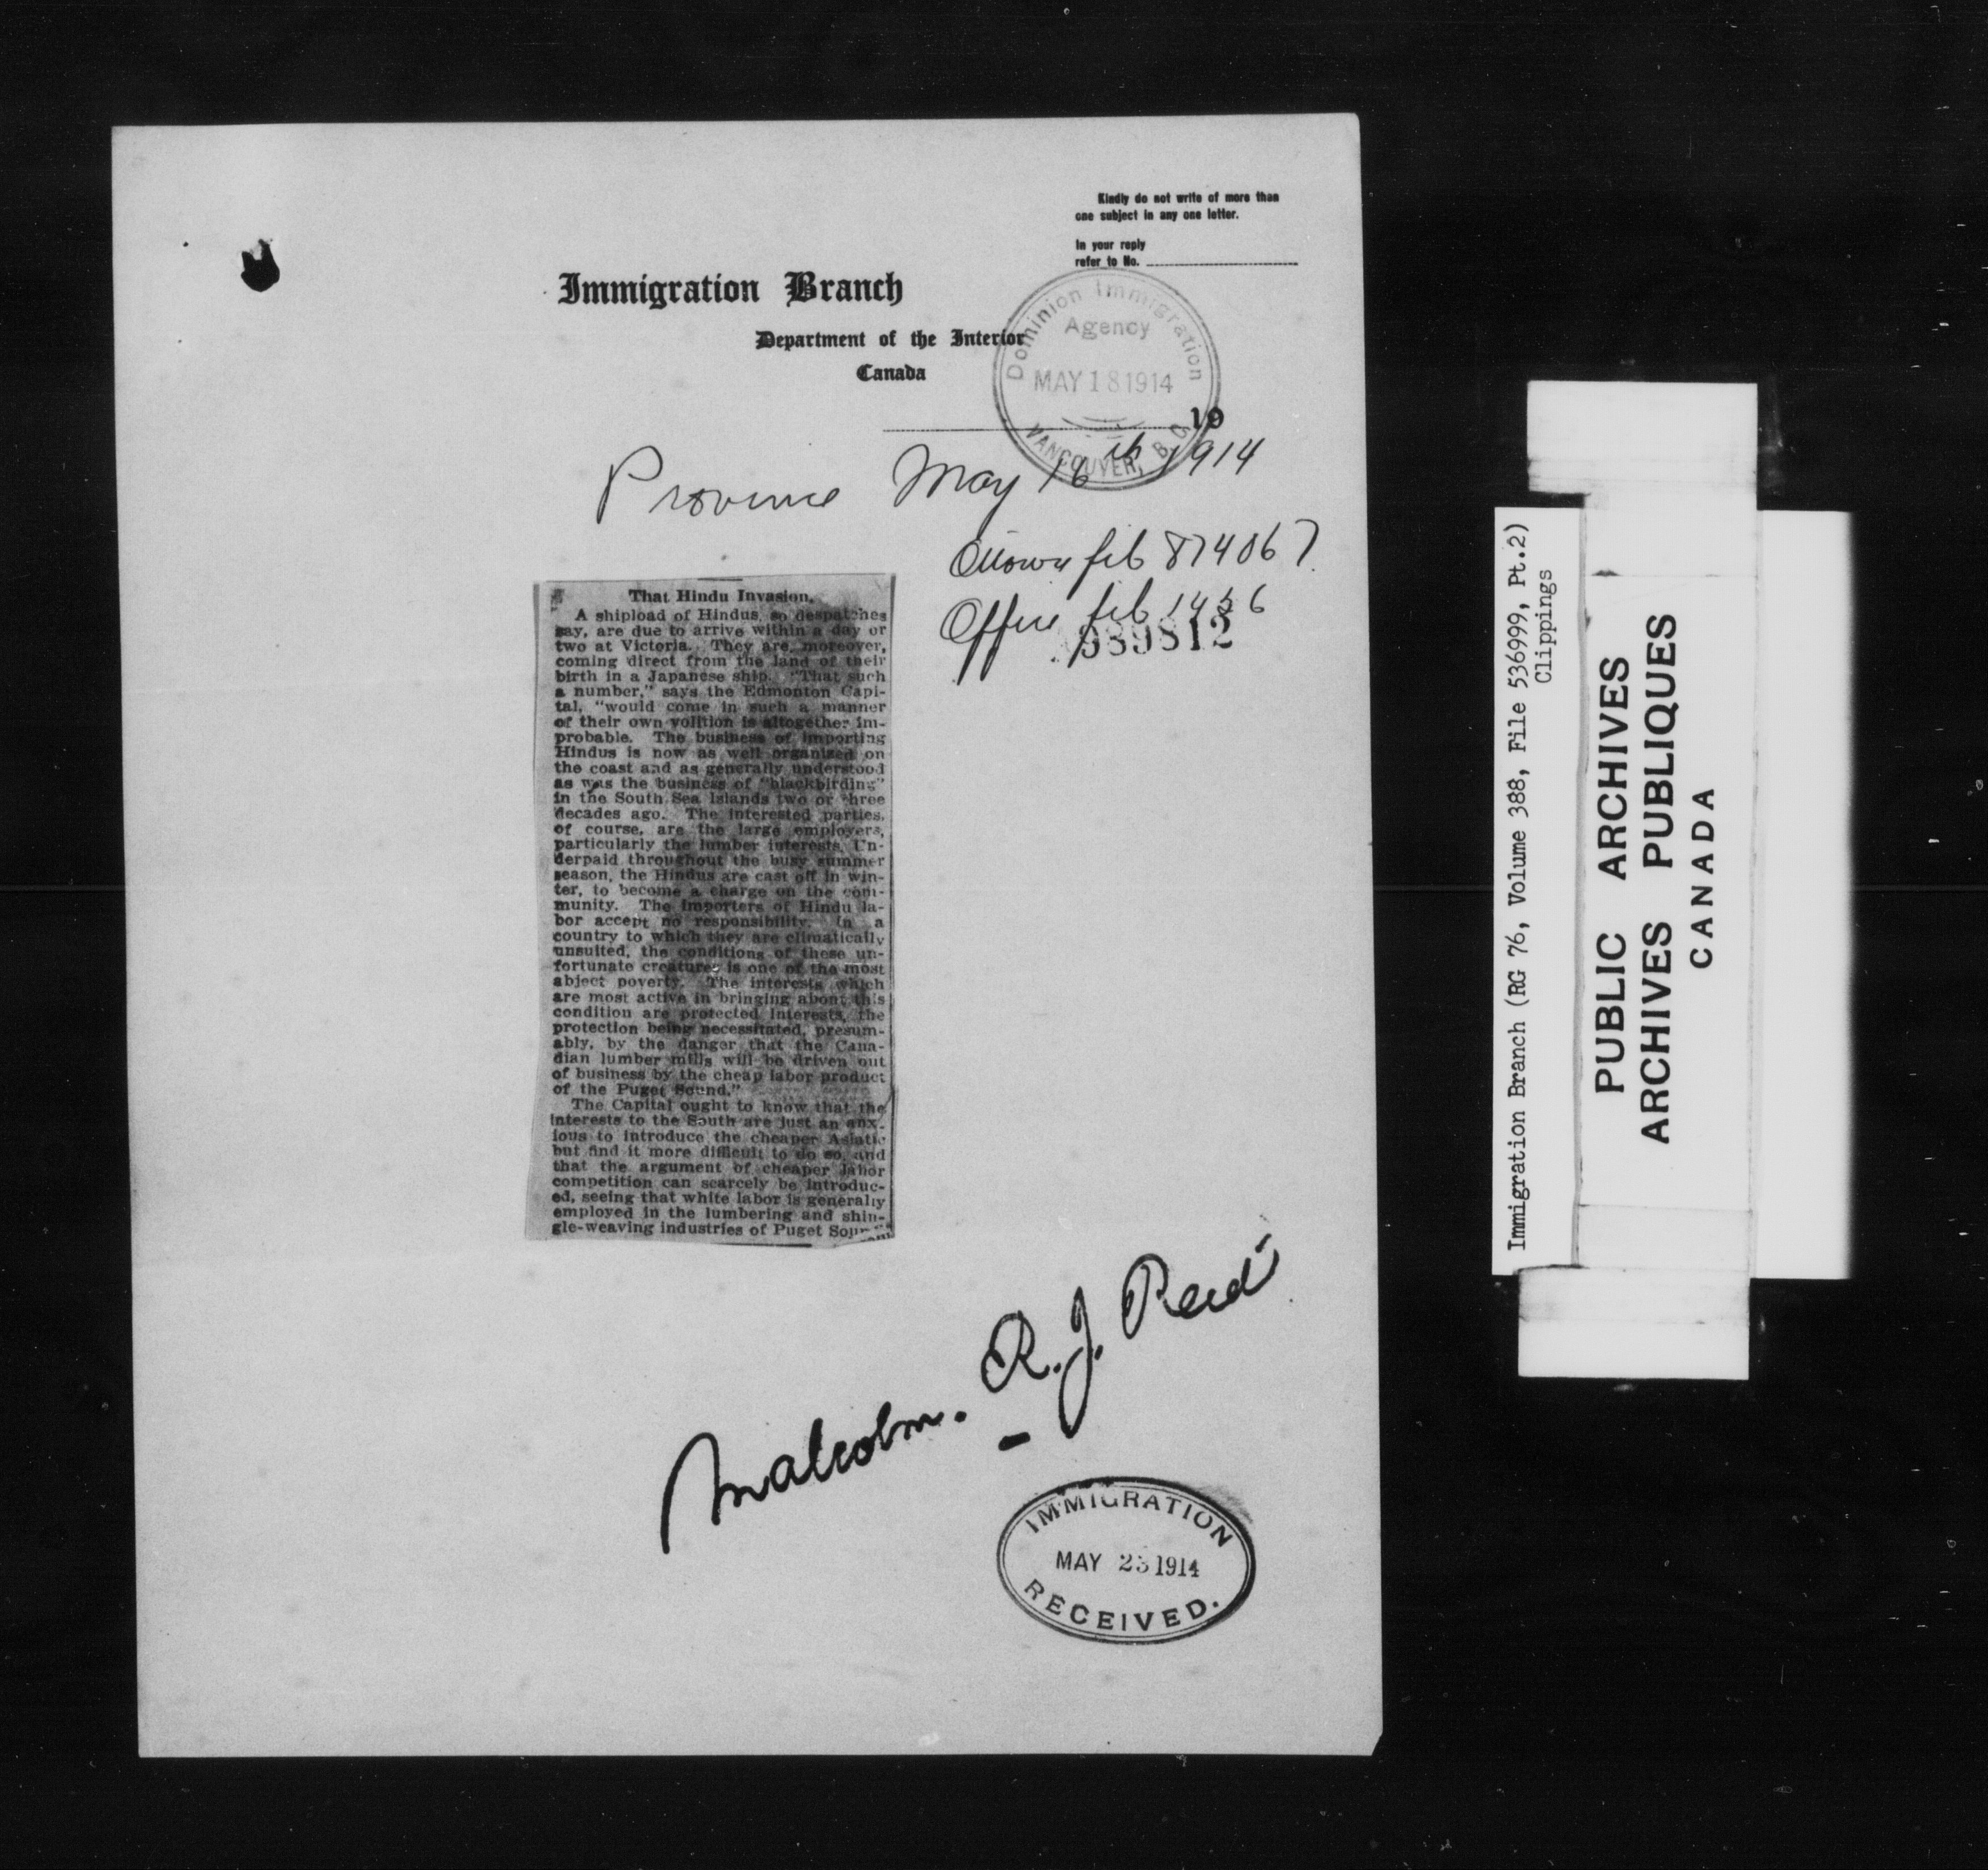 Kindly do not write of more than
one subject in any one letter.
In your reply
refer to No.
Immigration Branch
Department of the Interior
Canada
19
Dominion Immigration
Agency
MAY 18 1914
VANCOUVER, B.C.
Province May 16th 1914
Ottawa file 874067
Office file 1456
989812
That Hindu Invasion.
A shipload of Hindus, so despatches
say, are due to arrive within a day or
two at Victoria. They are, moreover,
coming direct from the land of their
birth in a Japanese ship. "That such
a number," says the Edmonton Capi-
tal, "would come in such a manner
of their own volition is altogether im-
probable. The business of importing
Hindus is now as well organized on
the coast and as generally understood
as was the business of "blackbirding"
in the South Sea Islands two or three
decades ago. The interested parties,
of course, are the large employers,
particularly the lumber interests. Un-
derpaid throughout the busy summer
season, the Hindus are cast off in win-
ter, to become a charge on the com-
munity. The importers of Hindu la-
bor accept no responsibility. In a
country to which they are climatically
unsuited, the conditions of these un-
fortunate creatures is one of the most
abject poverty. The interests which
are most active in bringing about this
condition are protected interests, the
protection being necessitated, presum-
ably, by the danger that the Cana-
dian lumber mills will be driven out
of business by the cheap labor product
of the Puget Sound."
The Capital ought to know that the
interests to the South are just an anx-
ious to introduce the cheaper Asiatic
but find it more difficult to do so, and
that the argument of cheaper labor
competition can scarcely be introduc-
ed, seeing that white labor is generally
employed in the lumbering and shin-
gle-weaving industries of Puget Sound
Malcolm. R. J. Reid
IMMIGRATION
MAY 23 1914
RECEIVED.
Immigration Branch (RG 76, Volume 388, File 536999, Pt.2)
Clippings
PUBLIC ARCHIVES
ARCHIVES PUBLIQUES
CANADA